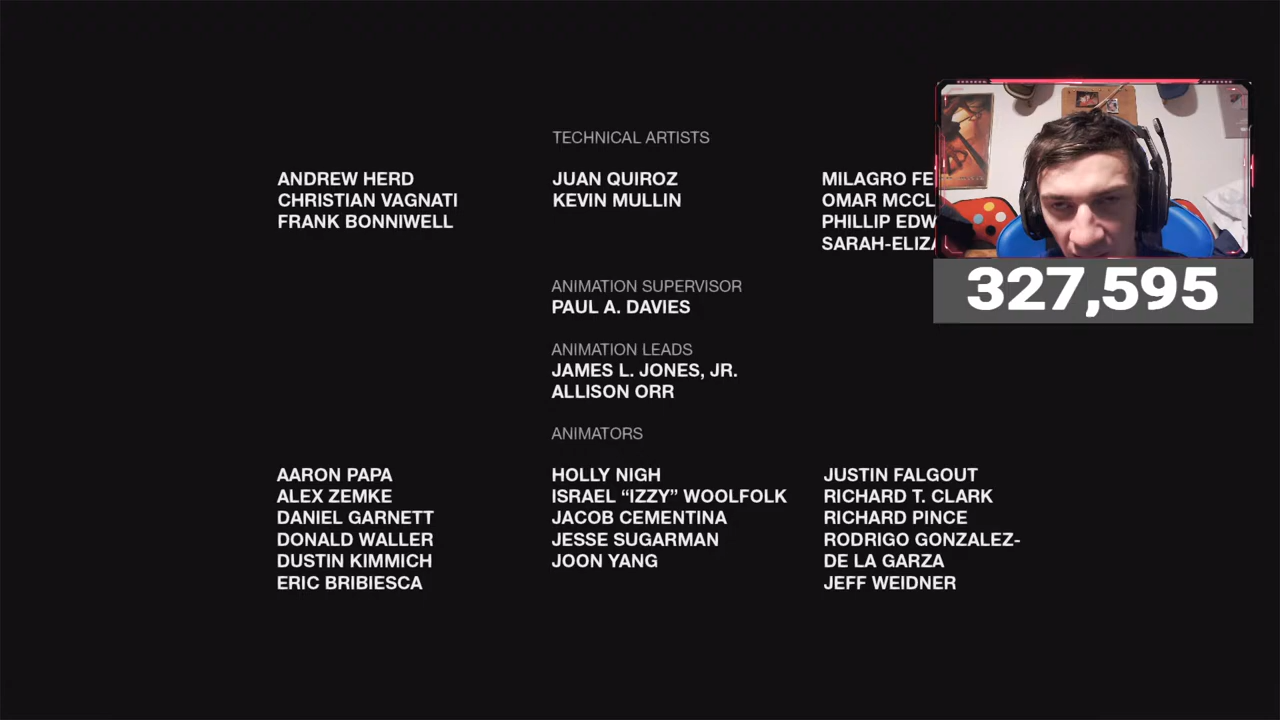 TECHNICAL ARTISTS
ANDREW HERD
CHRISTIAN VAGNATI
FRANK BONNIWELL
JUAN QUIROZ
KEVIN MULLIN
MILAGRO
OMAR
PHILLIP
327,595
ANIMATION SUPERVISOR
PAUL A. DAVIES
ANIMATION LEADS
JAMES L. JONES, JR.
ALLISON ORR
ANIMATORS
AARON PAPA
ALEX ZEMKE
DANIEL GARNETT
DONALD WALLER
DUSTIN KIMMICH
ERIC BRIBIESCA
HOLLY NIGH
ISRAEL “IZZY” WOOLFOLK
JACOB CEMENTINA
JESSE SUGARMAN
JOON YANG
JUSTIN FALGOUT
RICHARD T. CLARK
RICHARD PINCE
RODRIGO GONZALEZ-
DE LA GARZA
JEFF WEIDNER